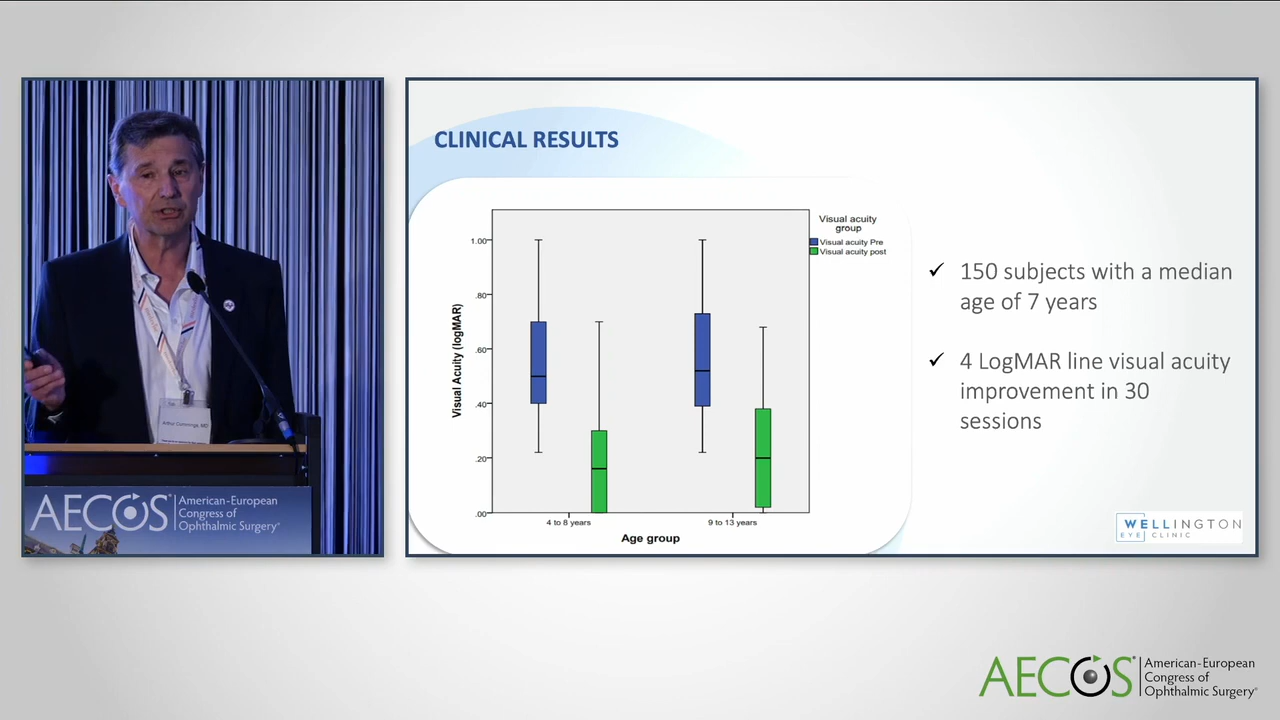 Arthur Cummings, MD
AECOS
American-European
Congress of
Ophthalmic Surgery
CLINICAL RESULTS
Visual acuity
group
Visual acuity Pre
Visual acuity post
Visual Acuity (logMAR)
1.00
.80
.60
.40
.20
.00
4 to 8 years
9 to 13 years
Age group
✓ 150 subjects with a median
age of 7 years
✓ 4 LogMAR line visual acuity
improvement in 30
sessions
WELLINGTON
EYE CLINIC
AECOS
American-European
Congress of
Ophthalmic Surgery